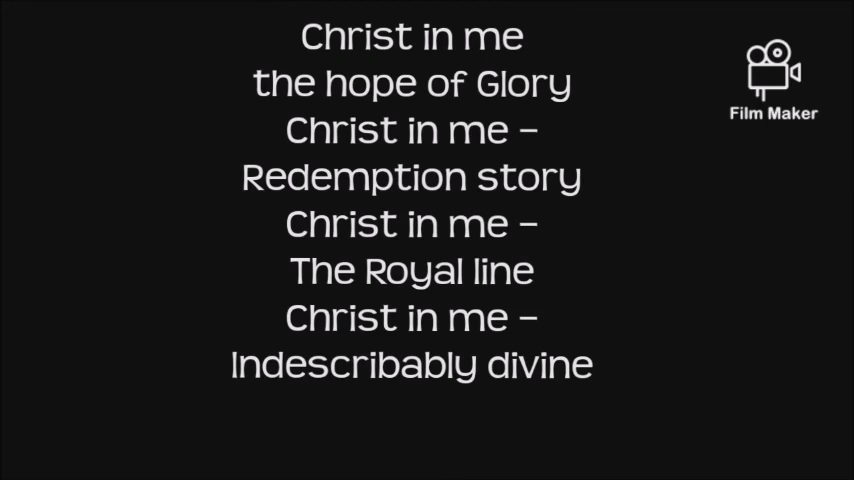 Christ in me
the hope of Glory
Christ in me –
Redemption story
Christ in me –
The Royal line
Christ in me –
Indescribably divine
Film Maker